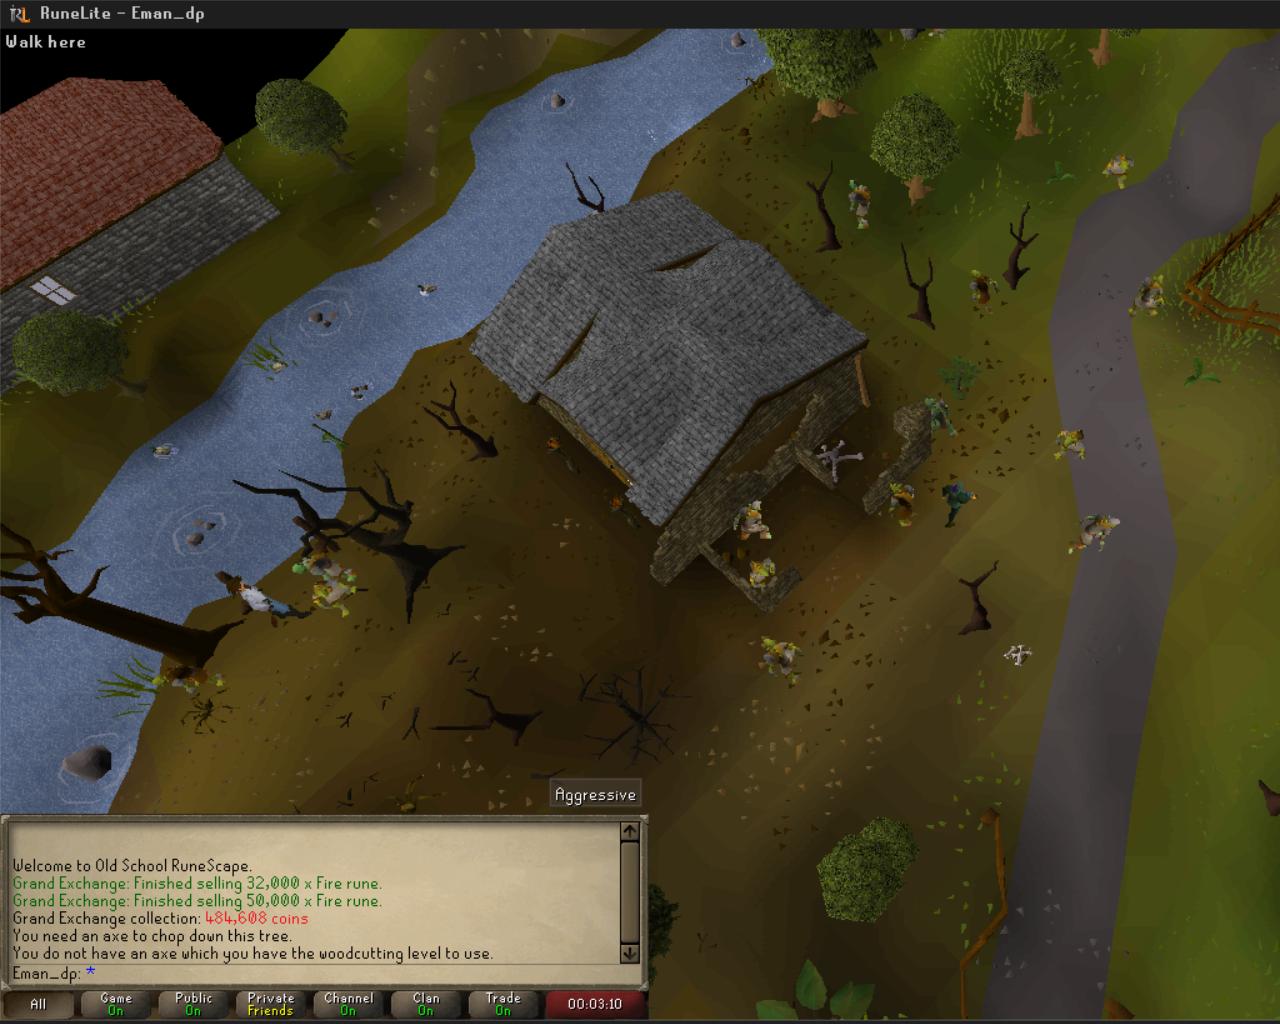 RuneLite - Eman_dp
Walk here
Aggressive
Welcome to Old School RuneScape.
Grand Exchange: Finished selling 32,000 x Fire rune.
Grand Exchange: Finished selling 50,000 x Fire rune.
Grand Exchange collection: 484,608 coins
You need an axe to chop down this tree.
You do not have an axe which you have the woodcutting level to use.
Eman_dp: *
All
Game
On
Public
On
Private
Friends
Channel
On
Clan
On
Trade
On
00:03:10